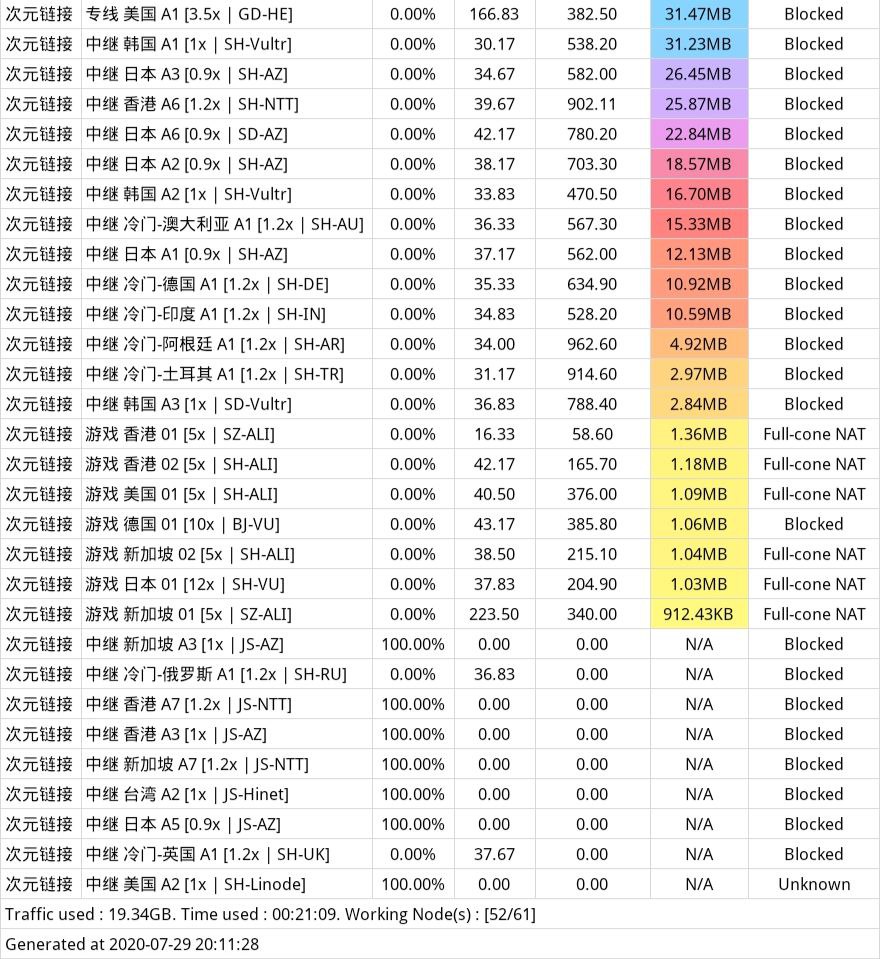 次元链接 专线 美国 A1 [3.5x | GD-HE] 0.00% 166.83 382.50 31.47MB Blocked
次元链接 中继 韩国 A1 [1x | SH-Vultr] 0.00% 30.17 538.20 31.23MB Blocked
次元链接 中继 日本 A3 [0.9x | SH-AZ] 0.00% 34.67 582.00 26.45MB Blocked
次元链接 中继 香港 A6 [1.2x | SH-NTT] 0.00% 39.67 902.11 25.87MB Blocked
次元链接 中继 日本 A6 [0.9x | SD-AZ] 0.00% 42.17 780.20 22.84MB Blocked
次元链接 中继 日本 A2 [0.9x | SH-AZ] 0.00% 38.17 703.30 18.57MB Blocked
次元链接 中继 韩国 A2 [1x | SH-Vultr] 0.00% 33.83 470.50 16.70MB Blocked
次元链接 中继 冷门-澳大利亚 A1 [1.2x | SH-AU] 0.00% 36.33 567.30 15.33MB Blocked
次元链接 中继 日本 A1 [0.9x | SH-AZ] 0.00% 37.17 562.00 12.13MB Blocked
次元链接 中继 冷门-德国 A1 [1.2x | SH-DE] 0.00% 35.33 634.90 10.92MB Blocked
次元链接 中继 冷门-印度 A1 [1.2x | SH-IN] 0.00% 34.83 528.20 10.59MB Blocked
次元链接 中继 冷门-阿根廷 A1 [1.2x | SH-AR] 0.00% 34.00 962.60 4.92MB Blocked
次元链接 中继 冷门-土耳其 A1 [1.2x | SH-TR] 0.00% 31.17 914.60 2.97MB Blocked
次元链接 中继 韩国 A3 [1x | SD-Vultr] 0.00% 36.83 788.40 2.84MB Blocked
次元链接 游戏 香港 01 [5x | SZ-ALI] 0.00% 16.33 58.60 1.36MB Full-cone NAT
次元链接 游戏 香港 02 [5x | SH-ALI] 0.00% 42.17 165.70 1.18MB Full-cone NAT
次元链接 游戏 美国 01 [5x | SH-ALI] 0.00% 40.50 376.00 1.09MB Full-cone NAT
次元链接 游戏 德国 01 [10x | BJ-VU] 0.00% 43.17 385.80 1.06MB Blocked
次元链接 游戏 新加坡 02 [5x | SH-ALI] 0.00% 38.50 215.10 1.04MB Full-cone NAT
次元链接 游戏 日本 01 [12x | SH-VU] 0.00% 37.83 204.90 1.03MB Full-cone NAT
次元链接 游戏 新加坡 01 [5x | SZ-ALI] 0.00% 223.50 340.00 912.43KB Full-cone NAT
次元链接 中继 新加坡 A3 [1x | JS-AZ] 100.00% 0.00 0.00 N/A Blocked
次元链接 中继 冷门-俄罗斯 A1 [1.2x | SH-RU] 0.00% 36.83 0.00 N/A Blocked
次元链接 中继 香港 A7 [1.2x | JS-NTT] 100.00% 0.00 0.00 N/A Blocked
次元链接 中继 香港 A3 [1x | JS-AZ] 100.00% 0.00 0.00 N/A Blocked
次元链接 中继 新加坡 A7 [1.2x | JS-NTT] 100.00% 0.00 0.00 N/A Blocked
次元链接 中继 台湾 A2 [1x | JS-Hinet] 100.00% 0.00 0.00 N/A Blocked
次元链接 中继 日本 A5 [0.9x | JS-AZ] 100.00% 0.00 0.00 N/A Blocked
次元链接 中继 冷门-英国 A1 [1.2x | SH-UK] 0.00% 37.67 0.00 N/A Blocked
次元链接 中继 美国 A2 [1x | SH-Linode] 100.00% 0.00 0.00 N/A Unknown
Traffic used : 19.34GB. Time used : 00:21:09. Working Node(s) : [52/61]
Generated at 2020-07-29 20:11:28